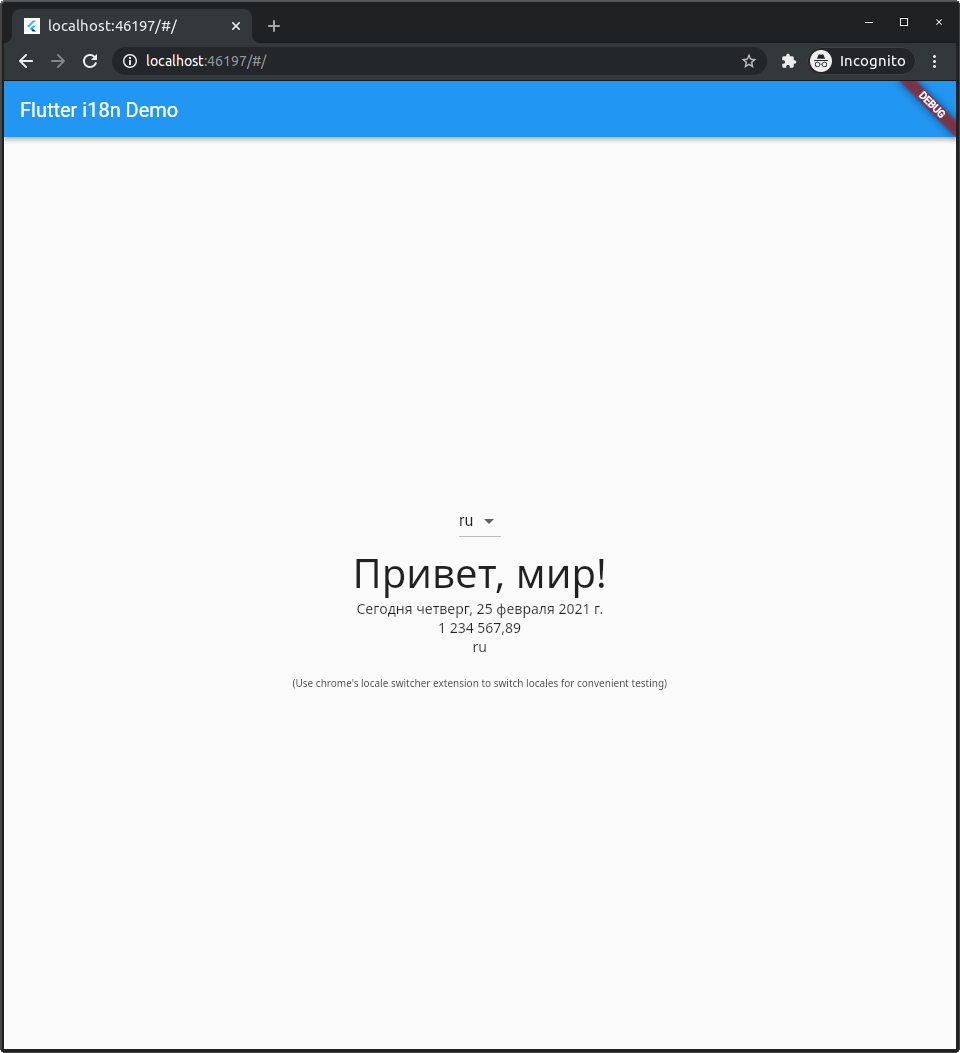 localhost:46197/#/
localhost:46197/#/
Incognito
Flutter i18n Demo
DEBUG
ru
Привет, мир!
Сегодня четверг, 25 февраля 2021 г.
1 234 567,89
ru
(Use chrome's locale switcher extension to switch locales for convenient testing)